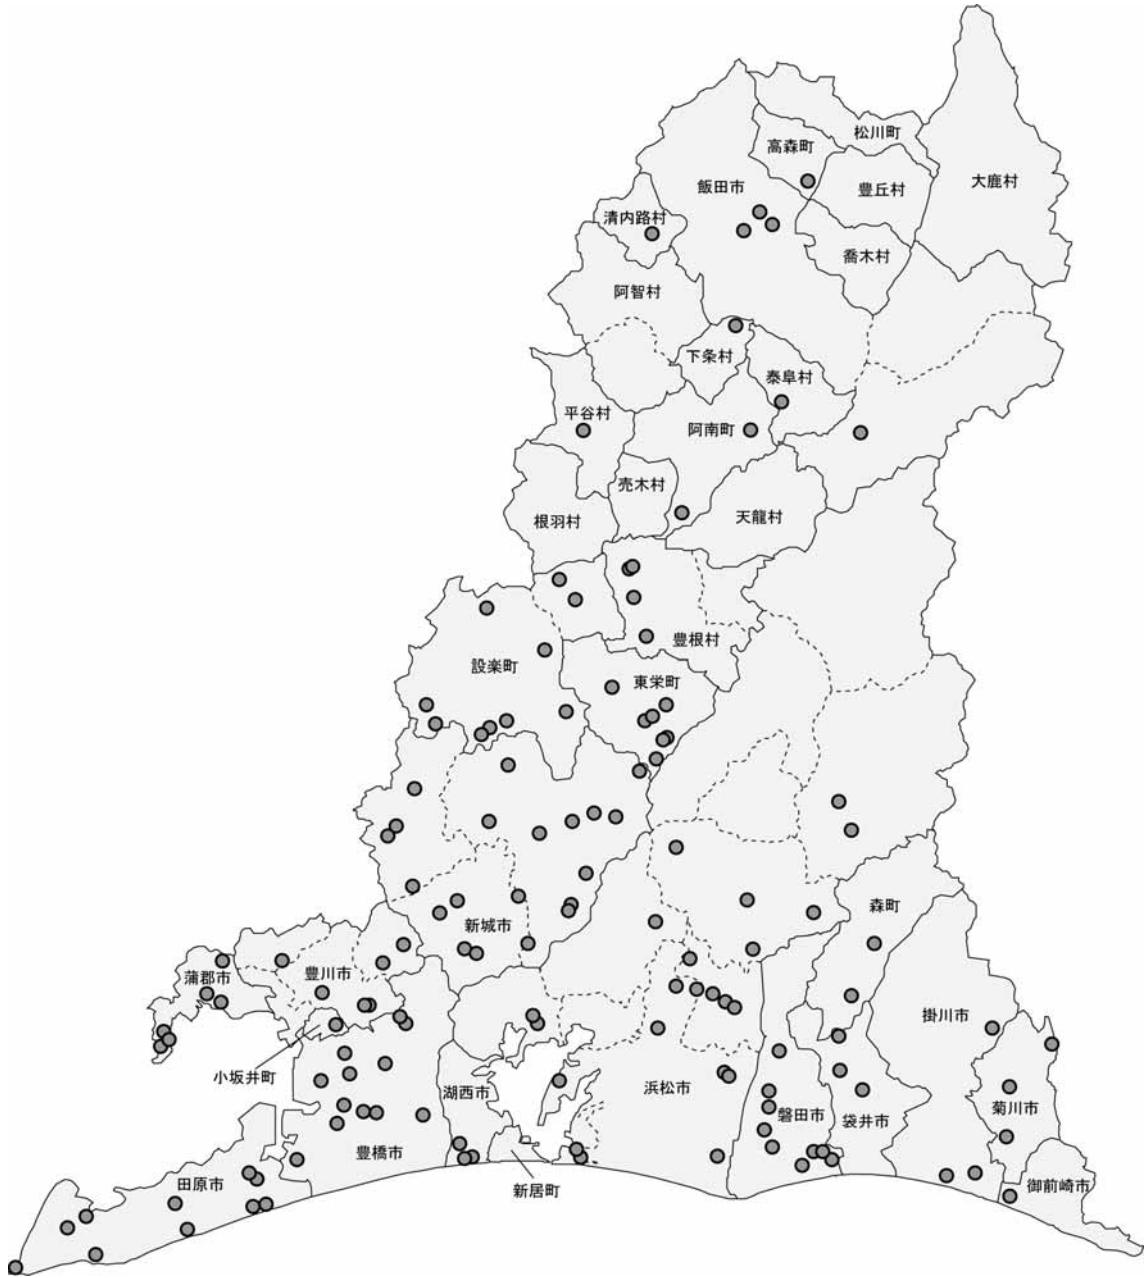 松川町
高森町
大鹿村
飯田市
豊丘村
清内路村
喬木村
阿智村
下条村
泰阜村
平谷村
阿南町
売木村
天龍村
根羽村
豊根村
設楽町
東栄町
森町
新城市
豊川市
蒲郡市
掛川市
小坂井町
湖西市
浜松市
菊川市
磐田市
袋井市
豊橋市
田原市
新居町
御前崎市